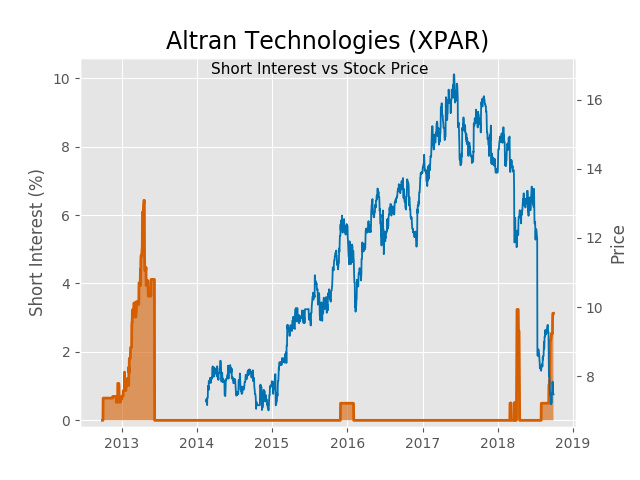 Altran Technologies (XPAR)
Short Interest vs Stock Price
Short Interest (%)
Price
10
8
6
4
2
0
16
14
12
10
8
2013 2014 2015 2016 2017 2018 2019